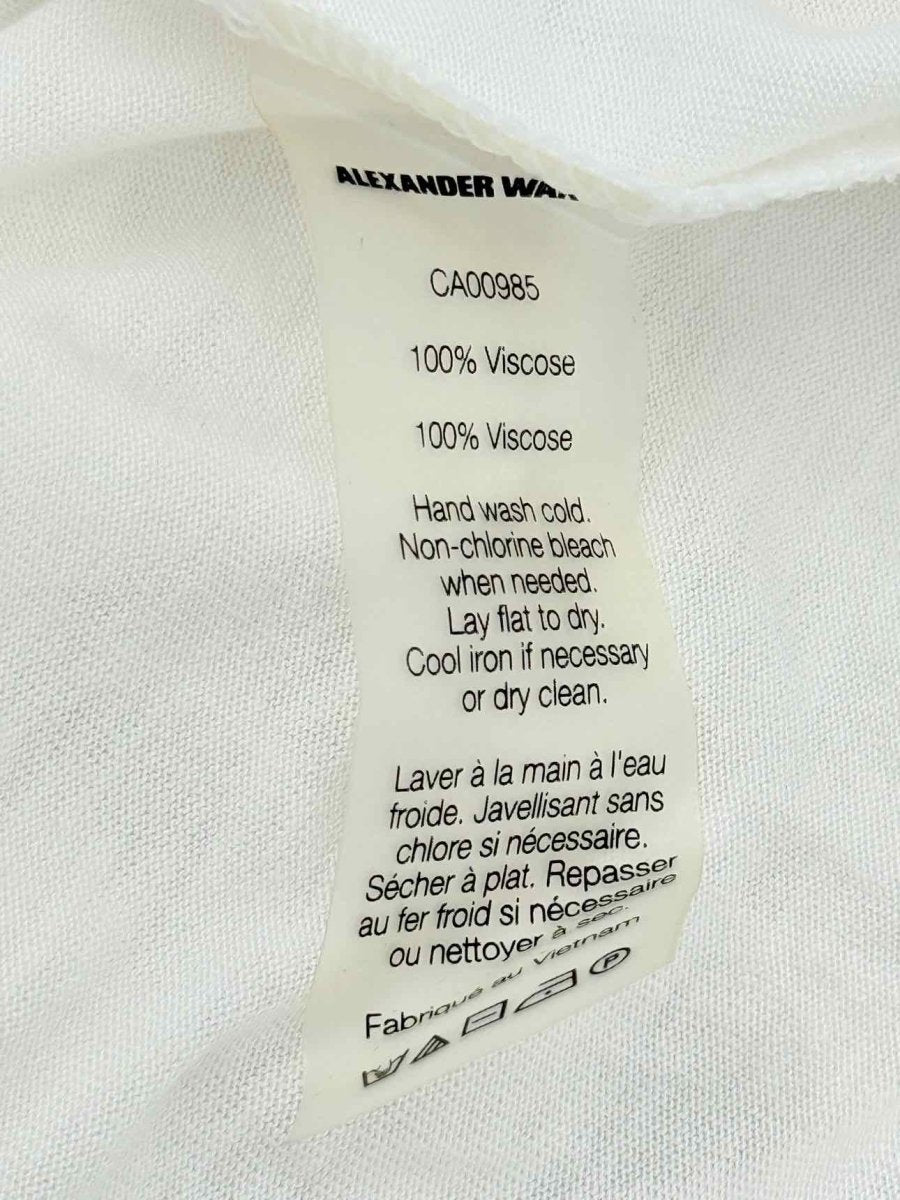 ALEXANDER
CA00985
100% Viscose
100% Viscose
Hand wash cold.
Non-chlorine bleach
when needed.
Lay flat to dry.
Cool iron if necessary
or dry clean.
Laver à la main à l'eau
froide. Javellisant sans
chlore si nécessaire.
Sécher à plat. Repasser
au fer froid si nécessaire
ou nettoyer à sec.
Fabriqué au Vietnam
P